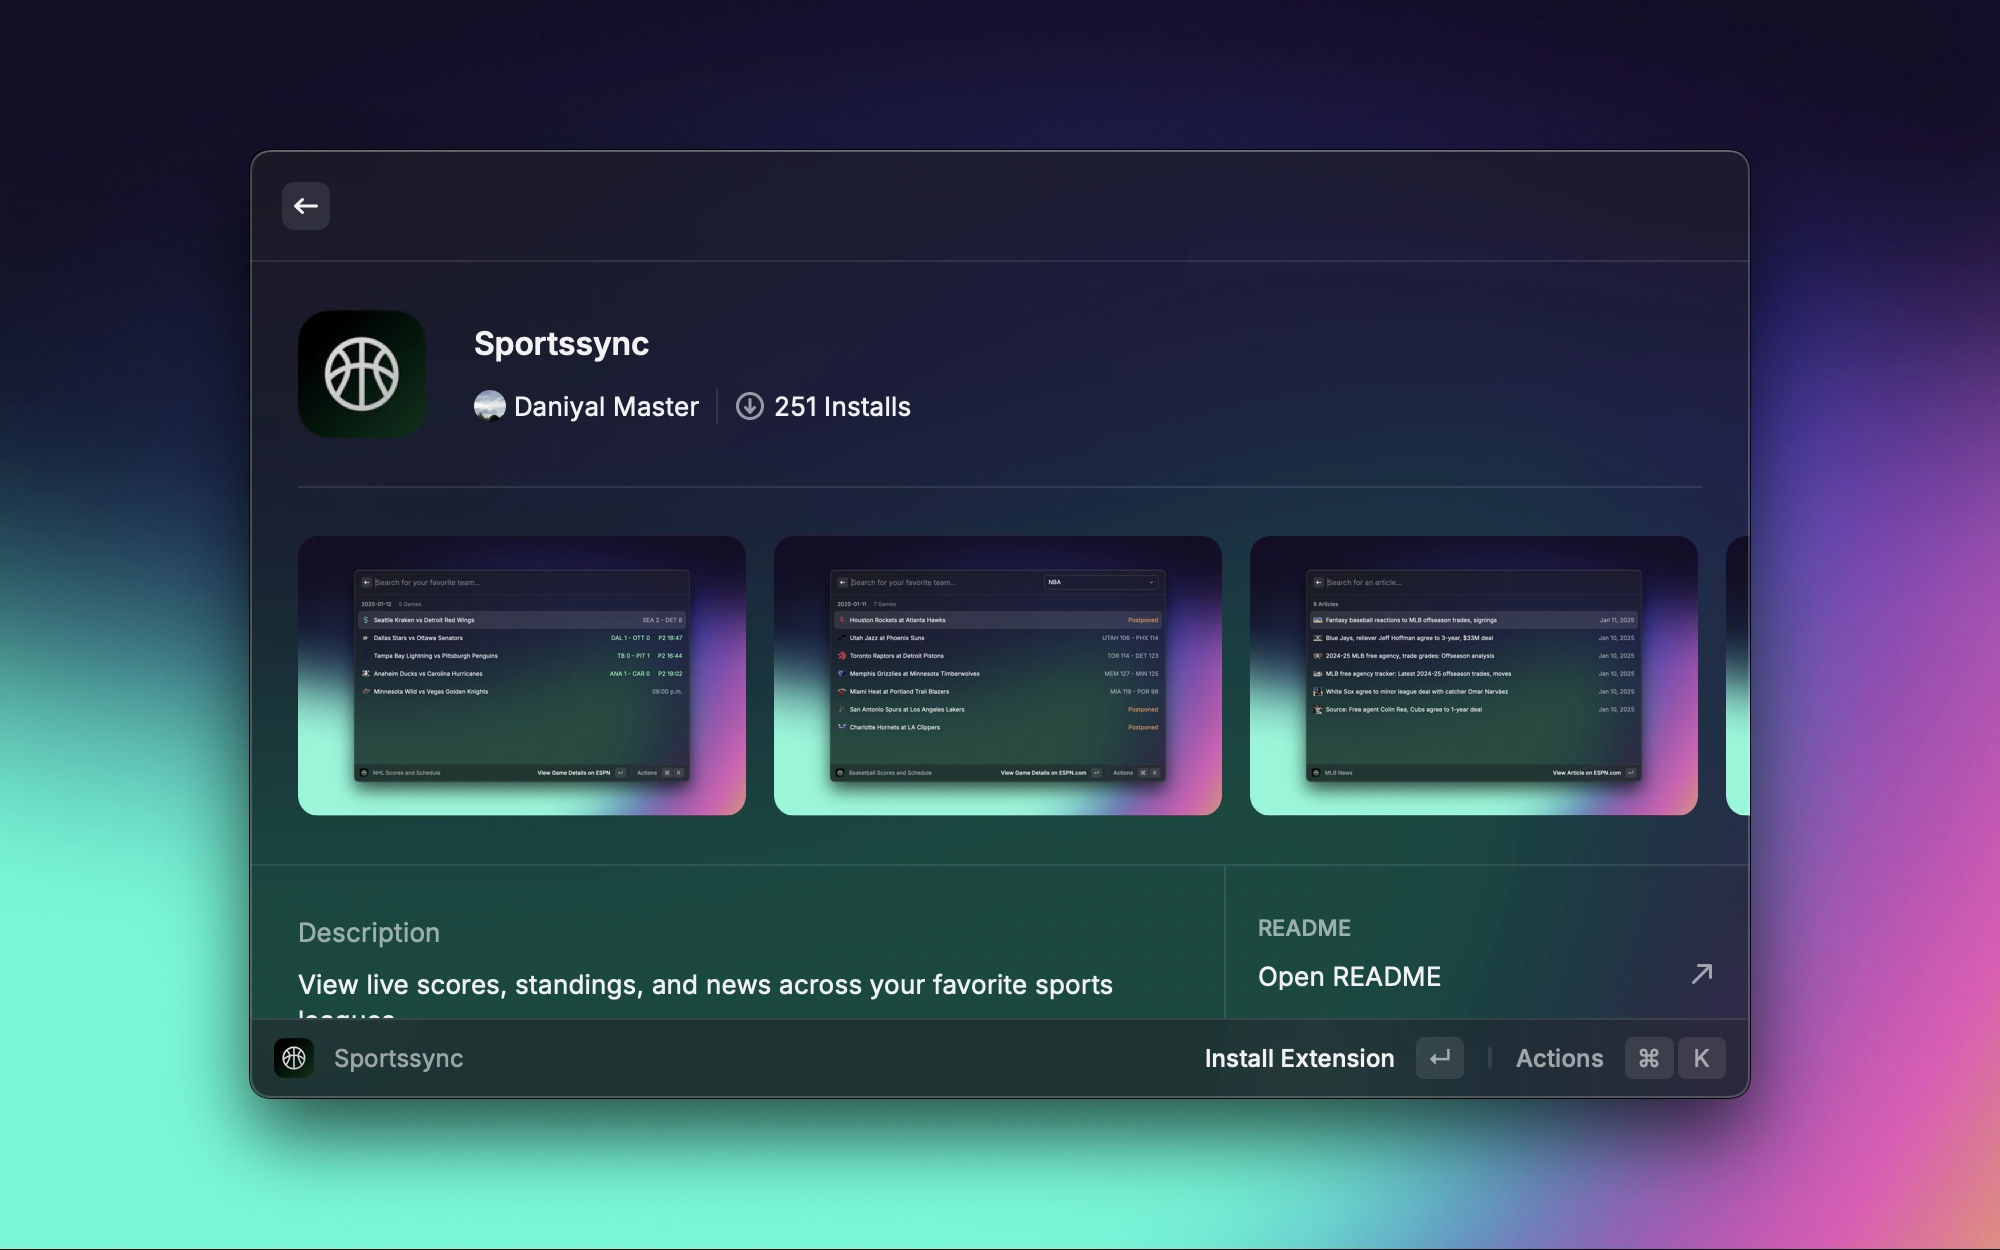 Sportssync
Daniyal Master
251 Installs
Search for your favorite team...
2025-01-12 5 Games
Seattle Kraken vs Detroit Red Wings SEA 2 - DET 6
Dallas Stars vs Ottawa Senators DAL 1 - OTT 0 P2 18:47
Tampa Bay Lightning vs Pittsburgh Penguins TB 0 - PIT 1 P2 16:44
Anaheim Ducks vs Carolina Hurricanes ANA 1 - CAR 0 P2 19:02
Minnesota Wild vs Vegas Golden Knights 08:00 p.m.
NHL Scores and Schedule View Game Details on ESPN Actions ⌘ K
Search for your favorite team... NBA
2025-01-11 7 Games
Houston Rockets at Atlanta Hawks Postponed
Utah Jazz at Phoenix Suns UTAH 106 - PHX 114
Toronto Raptors at Detroit Pistons TOR 114 - DET 123
Memphis Grizzlies at Minnesota Timberwolves MEM 127 - MIN 125
Miami Heat at Portland Trail Blazers MIA 119 - POR 98
San Antonio Spurs at Los Angeles Lakers Postponed
Charlotte Hornets at LA Clippers Postponed
Basketball Scores and Schedule View Game Details on ESPN.com Actions ⌘ K
Search for an article...
6 Articles
Fantasy baseball reactions to MLB offseason trades, signings Jan 11, 2025
Blue Jays, reliever Jeff Hoffman agree to 3-year, $33M deal Jan 10, 2025
2024-25 MLB free agency, trade grades: Offseason analysis Jan 10, 2025
MLB free agency tracker: Latest 2024-25 offseason trades, moves Jan 10, 2025
White Sox agree to minor league deal with catcher Omar Narváez Jan 10, 2025
Source: Free agent Colin Rea, Cubs agree to 1-year deal Jan 10, 2025
MLB News View Article on ESPN.com
Description
View live scores, standings, and news across your favorite sports
leagues
README
Open README
Sportssync
Install Extension
Actions ⌘ K